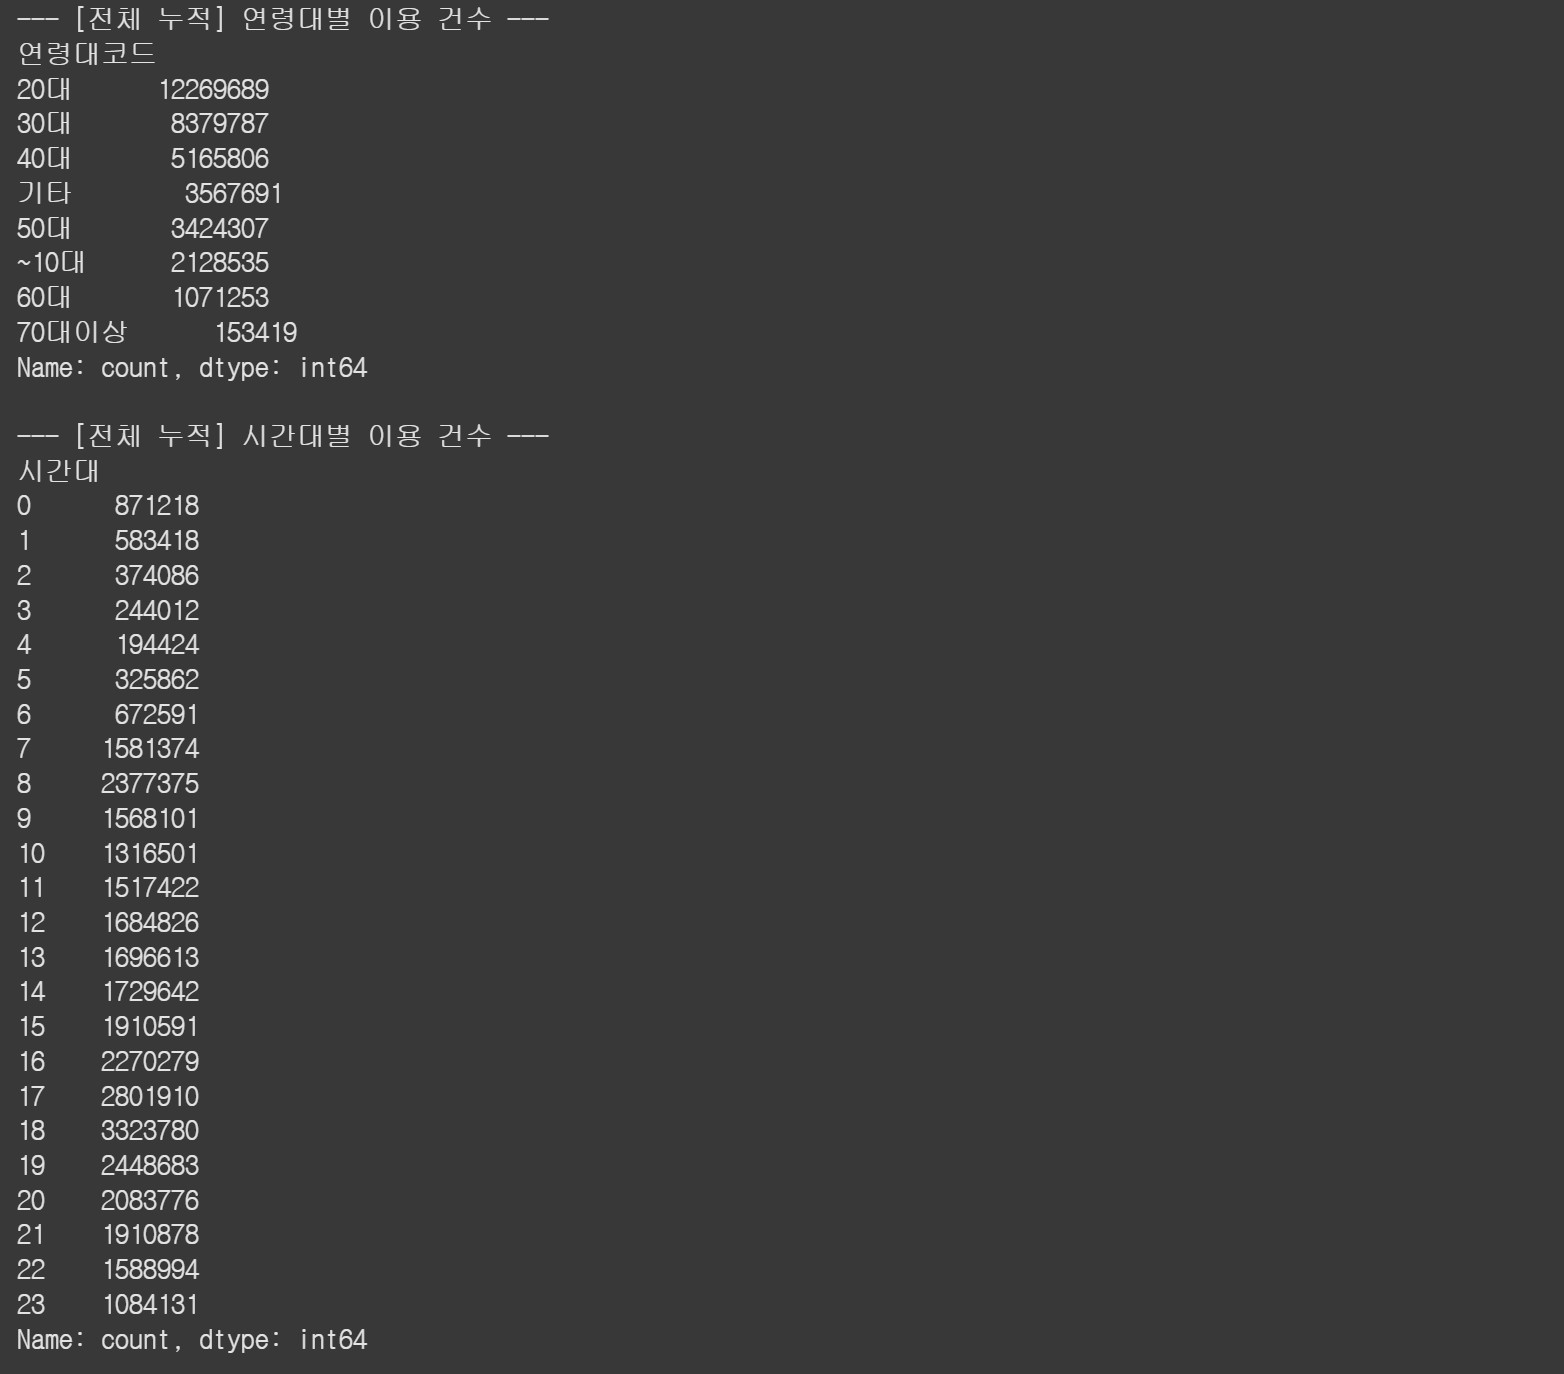 --- [전체 누적] 연령대별 이용 건수 ---
연령대코드
20대 12269689
30대 8379787
40대 5165806
기타 3567691
50대 3424307
~10대 2128535
60대 1071253
70대이상 153419
Name: count, dtype: int64
--- [전체 누적] 시간대별 이용 건수 ---
시간대
0 871218
1 583418
2 374086
3 244012
4 194424
5 325862
6 672591
7 1581374
8 2377375
9 1568101
10 1316501
11 1517422
12 1684826
13 1696613
14 1729642
15 1910591
16 2270279
17 2801910
18 3323780
19 2448683
20 2083776
21 1910878
22 1588994
23 1084131
Name: count, dtype: int64